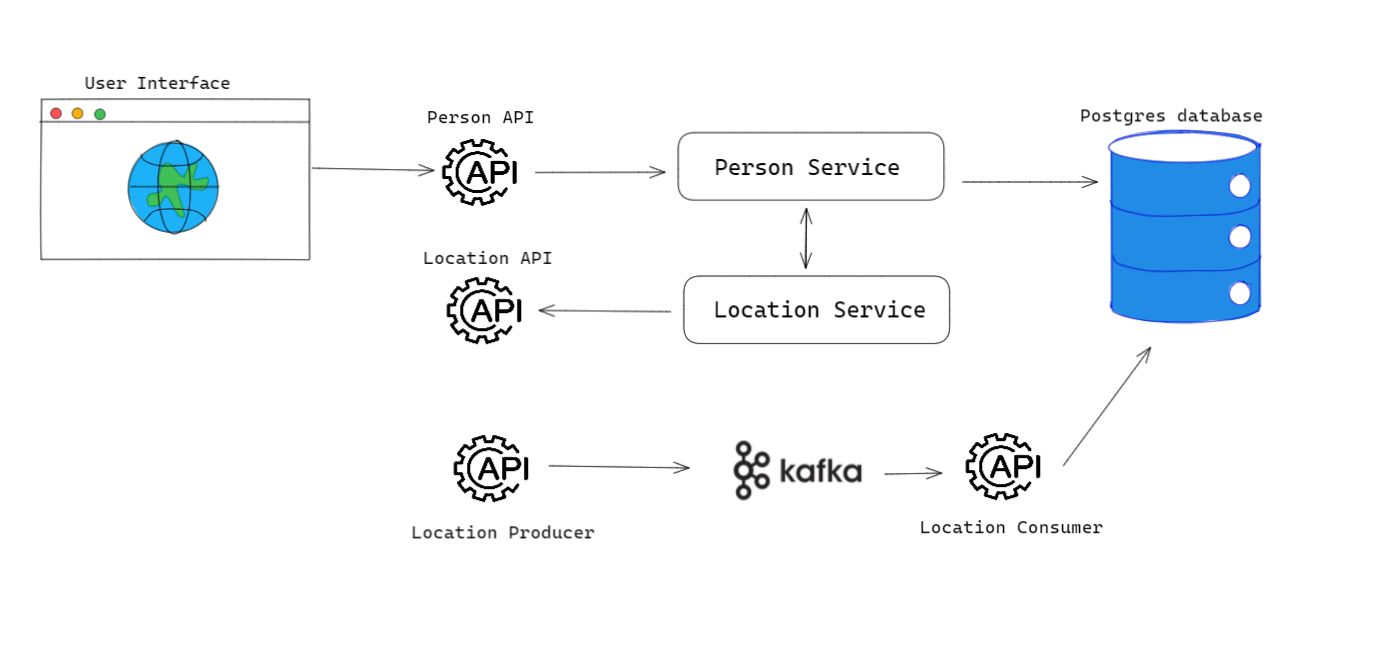 User Interface
Person API
API
Person Service
Postgres database
Location API
API
Location Service
API
kafka
API
Location Producer
Location Consumer